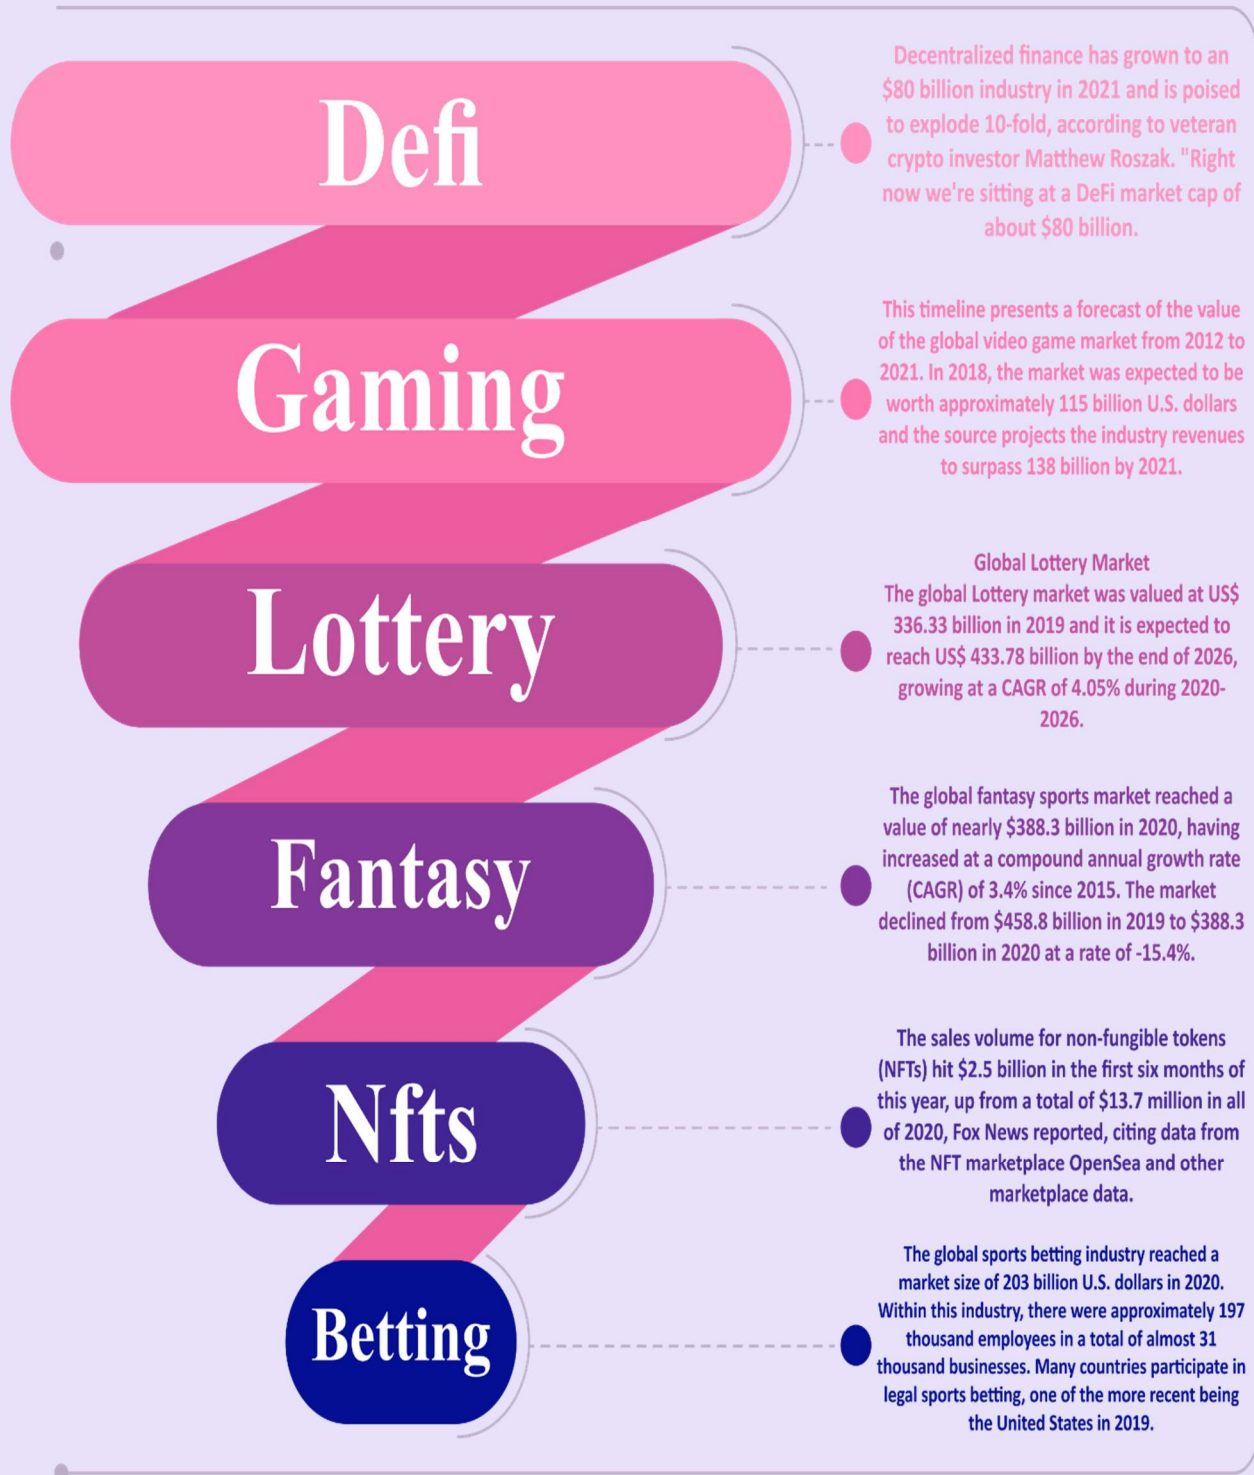 Defi
Decentralized finance has grown to an
$80 billion industry in 2021 and is poised
to explode 10-fold, according to veteran
crypto investor Matthew Roszak. "Right
now we're sitting at a DeFi market cap of
about $80 billion.
Gaming
This timeline presents a forecast of the value
of the global video game market from 2012 to
2021. In 2018, the market was expected to be
worth approximately 115 billion U.S. dollars
and the source projects the industry revenues
to surpass 138 billion by 2021.
Lottery
Global Lottery Market
The global Lottery market was valued at US$
336.33 billion in 2019 and it is expected to
reach US$ 433.78 billion by the end of 2026,
growing at a CAGR of 4.05% during 2020-
2026.
Fantasy
The global fantasy sports market reached a
value of nearly $388.3 billion in 2020, having
increased at a compound annual growth rate
(CAGR) of 3.4% since 2015. The market
declined from $458.8 billion in 2019 to $388.3
billion in 2020 at a rate of -15.4%.
Nfts
The sales volume for non-fungible tokens
(NFTs) hit $2.5 billion in the first six months of
this year, up from a total of $13.7 million in all
of 2020, Fox News reported, citing data from
the NFT marketplace OpenSea and other
marketplace data.
Betting
The global sports betting industry reached a
market size of 203 billion U.S. dollars in 2020.
Within this industry, there were approximately 197
thousand employees in a total of almost 31
thousand businesses. Many countries participate in
legal sports betting, one of the more recent being
the United States in 2019.